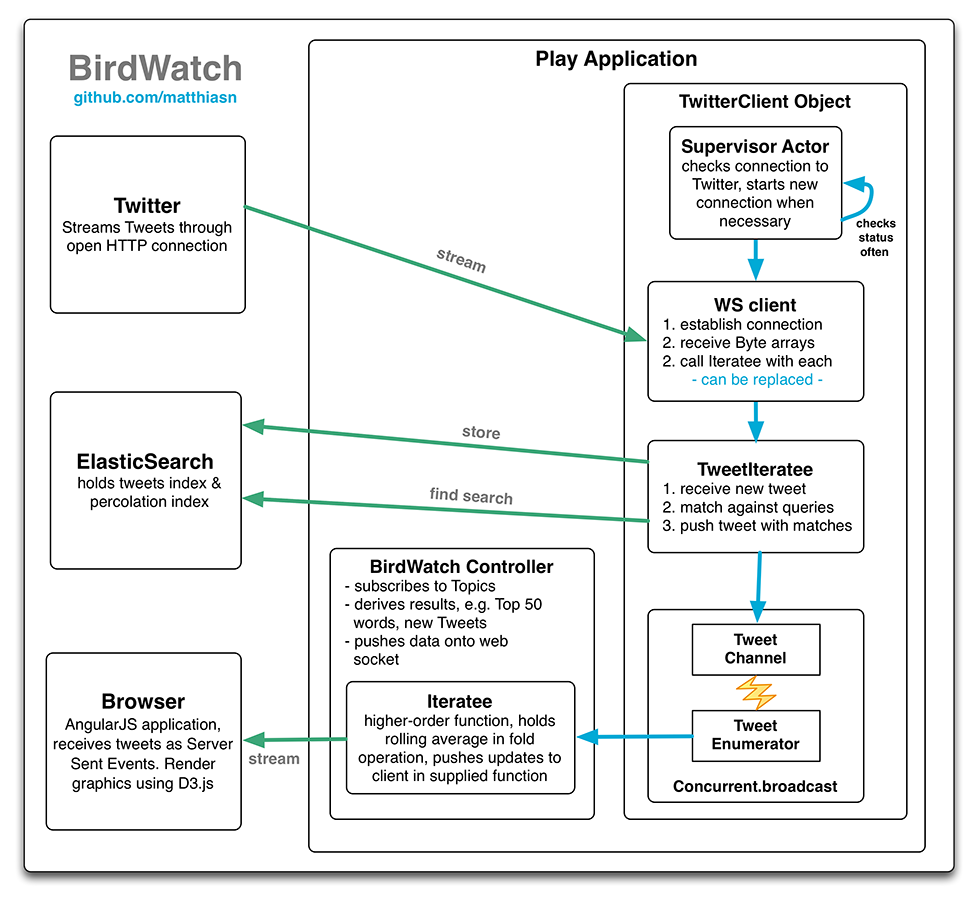 BirdWatch
github.com/matthiasn
Play Application
TwitterClient Object
Supervisor Actor
checks connection to
Twitter, starts new
connection when
necessary
checks
status
often
Twitter
Streams Tweets through
open HTTP connection
stream
WS client
1. establish connection
2. receive Byte arrays
2. call Iteratee with each
- can be replaced -
ElasticSearch
holds tweets index &
percolation index
store
find search
TweetIteratee
1. receive new tweet
2. match against queries
3. push tweet with matches
BirdWatch Controller
- subscribes to Topics
- derives results, e.g. Top 50
words, new Tweets
- pushes data onto web
socket
Iteratee
higher-order function, holds
rolling average in fold
operation, pushes updates to
client in supplied function
Tweet
Channel
Tweet
Enumerator
Concurrent.broadcast
Browser
AngularJS application,
receives tweets as Server
Sent Events. Render
graphics using D3.js
stream